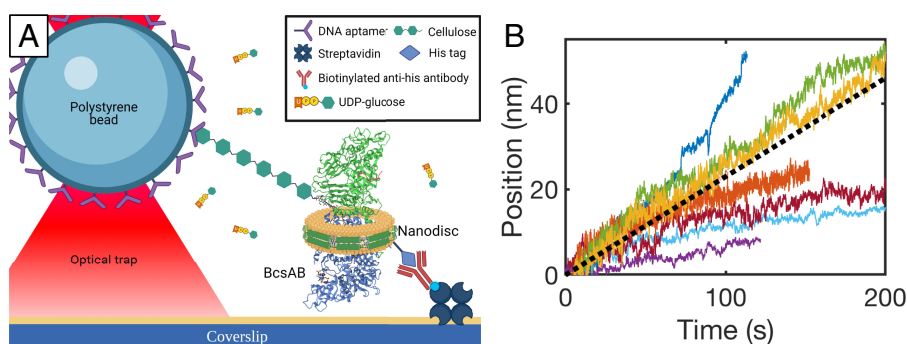 A
DNA aptamer
Cellulose
Streptavidin
His tag
Biotinylated anti-his antibody
UPP
UDP-glucose
Polystyrene
bead
Optical trap
Nanodisc
BcsAB
Coverslip
B
Position (nm)
40
20
0
0
100
200
Time (s)